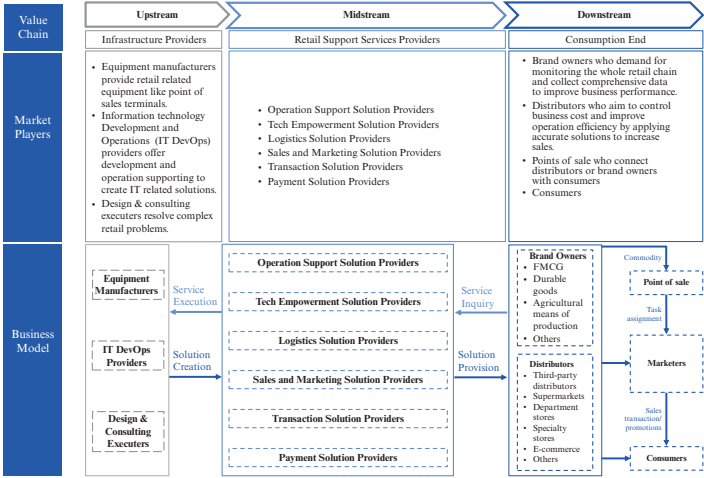 Value
Chain
Upstream
Midstream
Downstream
Infrastructure Providers
Retail Support Services Providers
Consumption End
Market
Players
• Equipment manufacturers
provide retail related
equipment like point of
sales terminals.
• Information technology
Development and
Operations (IT DevOps)
providers offer
development and
operation supporting to
create IT related solutions.
• Design & consulting
executers resolve complex
retail problems.
• Operation Support Solution Providers
• Tech Empowerment Solution Providers
• Logistics Solution Providers
• Sales and Marketing Solution Providers
• Transaction Solution Providers
• Payment Solution Providers
• Brand owners who demand for
monitoring the whole retail chain
and collect comprehensive data
to improve business performance.
• Distributors who aim to control
business cost and improve
operation efficiency by applying
accurate solutions to increase
sales.
• Points of sale who connect
distributors or brand owners
with consumers
• Consumers
Business
Model
Equipment
Manufacturers
IT DevOps
Providers
Design &
Consulting
Executers
Service
Execution
Solution
Creation
Operation Support Solution Providers
Tech Empowerment Solution Providers
Logistics Solution Providers
Sales and Marketing Solution Providers
Transaction Solution Providers
Payment Solution Providers
Service
Inquiry
Solution
Provision
Brand Owners
• FMCG
• Durable
goods
• Agricultural
means of
production
• Others
Distributors
• Third-party
distributors
• Supermarkets
• Department
stores
• Specialty
stores
• E-commerce
• Others
Commodity
Point of sale
Task
assignment
Marketers
Sales
transaction/
promotions
Consumers